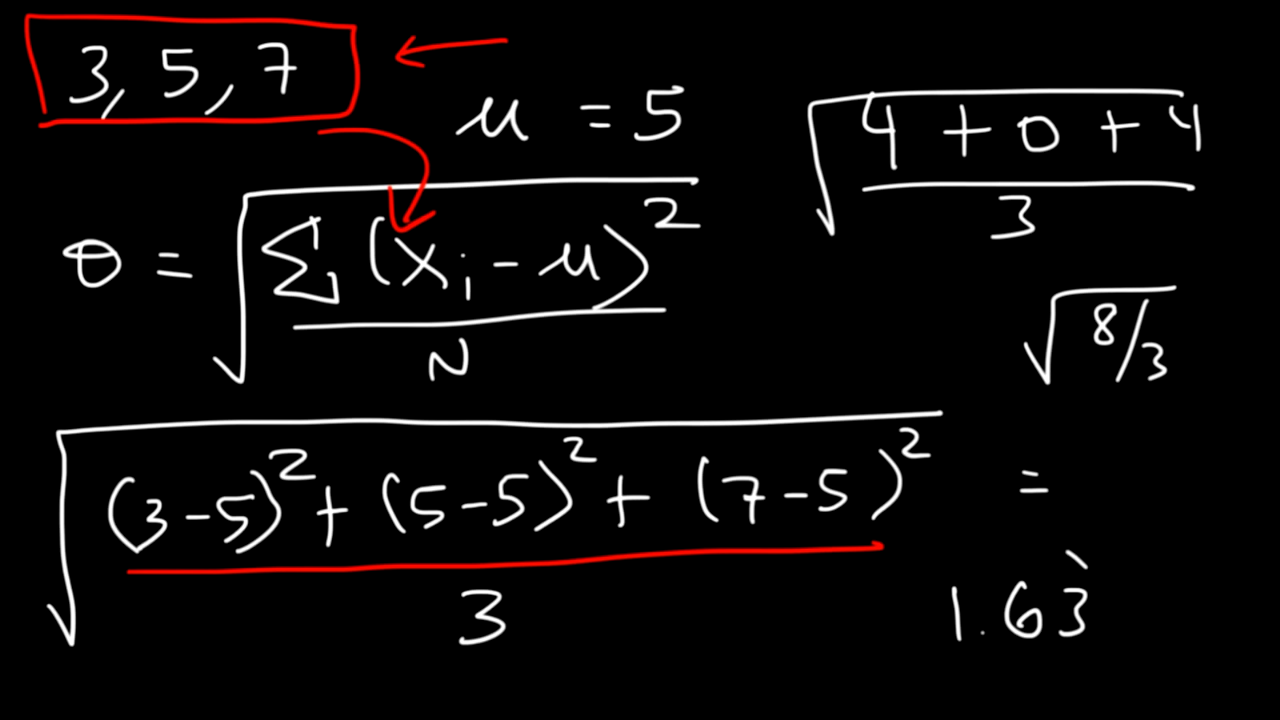 3, 5, 7
μ = 5
θ = √(Σ(xᵢ - μ)² / N)
√((4 + 0 + 4) / 3)
√(8/3)
√(((3-5)² + (5-5)² + (7-5)²) / 3) =
1.63